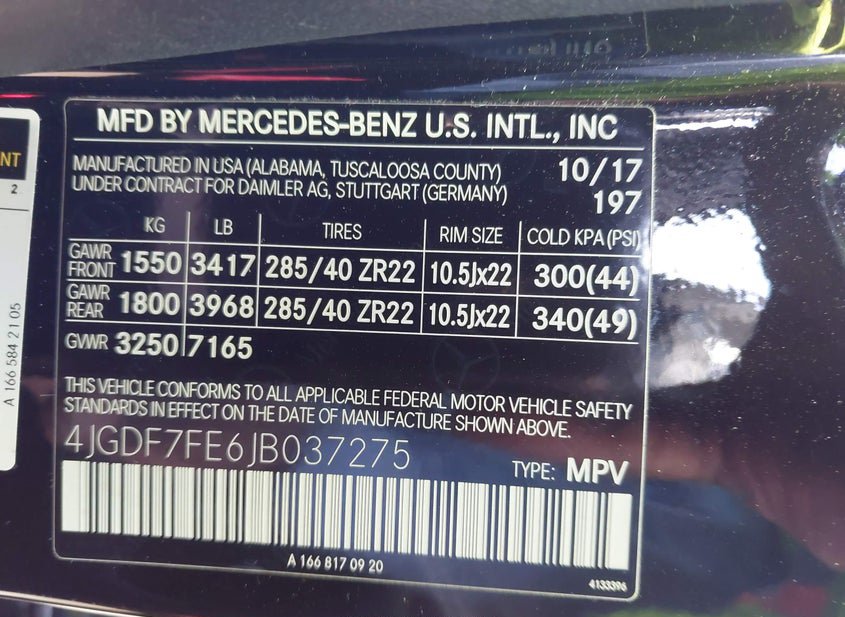 MFD BY MERCEDES-BENZ U.S. INTL., INC
MANUFACTURED IN USA (ALABAMA, TUSCALOOSA COUNTY) 10/17
UNDER CONTRACT FOR DAIMLER AG, STUTTGART (GERMANY) 197
KG LB TIRES RIM SIZE COLD KPA (PSI)
GAWR FRONT 1550 3417 285/40 ZR22 10.5Jx22 300(44)
GAWR REAR 1800 3968 285/40 ZR22 10.5Jx22 340(49)
GVWR 3250 7165
THIS VEHICLE CONFORMS TO ALL APPLICABLE FEDERAL MOTOR VEHICLE SAFETY
STANDARDS IN EFFECT ON THE DATE OF MANUFACTURE SHOWN ABOVE.
4JGDF7FE6JB037275
TYPE: MPV
A 166 817 09 20
4133396
NT
2
A 166 584 21 05